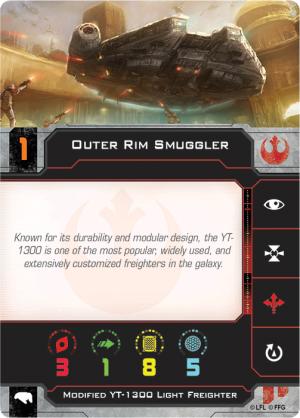 1 Outer Rim Smuggler
Known for its durability and modular design, the YT-
1300 is one of the most popular, widely used, and
extensively customized freighters in the galaxy.
3 1 8 5
Modified YT-1300 Light Freighter
©LFL ©FFG